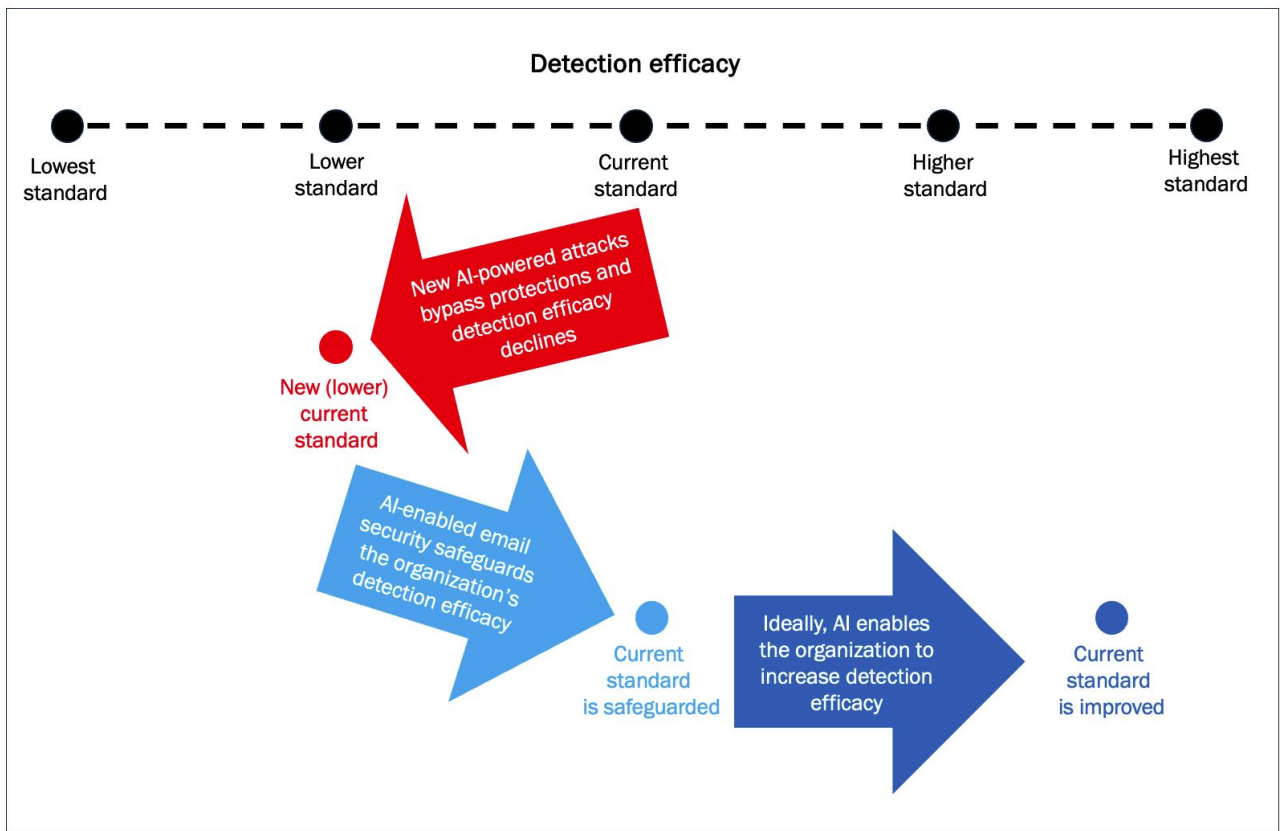 Detection efficacy
Lowest
standard
Lower
standard
Current
standard
Higher
standard
Highest
standard
New AI-powered attacks
bypass protections and
detection efficacy
declines
New (lower)
current
standard
AI-enabled email
security safeguards
the organization's
detection efficacy
Current
standard
is safeguarded
Ideally, AI enables
the organization to
increase detection
efficacy
Current
standard
is improved